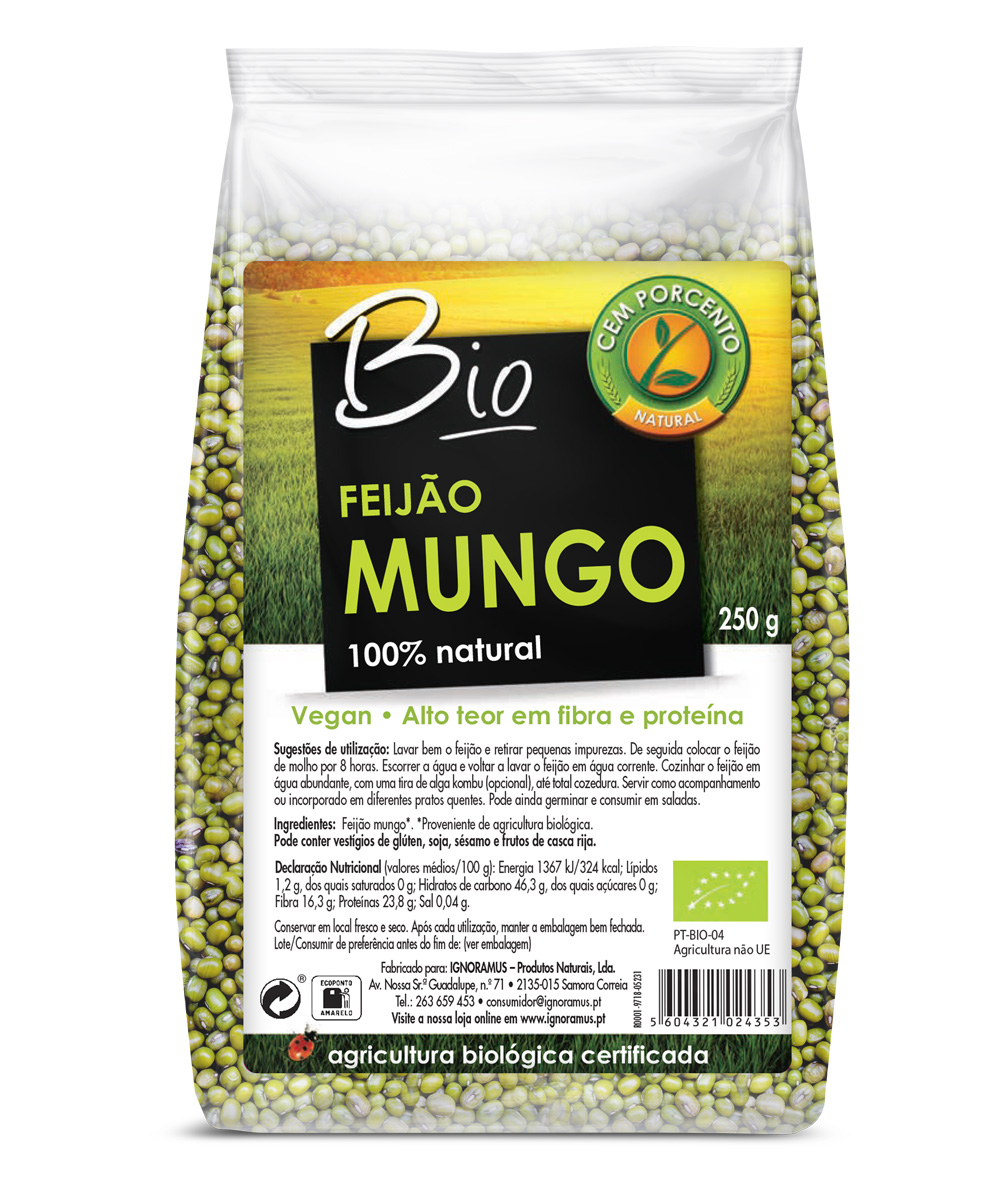 Bio
CEM PORCENTO
NATURAL
FEIJÃO
MUNGO
250 g
100% natural
Vegan • Alto teor em fibra e proteína
Sugestões de utilização: Lavar bem o feijão e retirar pequenas impurezas. De seguida colocar o feijão
de molho por 8 horas. Escorrer a água e voltar a lavar o feijão em água corrente. Cozinhar o feijão em
água abundante, com uma tira de alga kombu (opcional), até total cozedura. Servir como acompanhamento
ou incorporado em diferentes pratos quentes. Pode ainda germinar e consumir em saladas.
Ingredientes: Feijão mungo*. *Proveniente de agricultura biológica.
Pode conter vestígios de glúten, soja, sésamo e frutos de casca rija.
Declaração Nutricional (valores médios/100 g): Energia 1367 kJ/324 kcal; Lípidos
1,2 g, dos quais saturados 0 g; Hidratos de carbono 46,3 g, dos quais açúcares 0 g;
Fibra 16,3 g; Proteínas 23,8 g; Sal 0,04 g.
Conservar em local fresco e seco. Após cada utilização, manter a embalagem bem fechada.
Lote/Consumir de preferência antes do fim de: (ver embalagem)
PT-BIO-04
Agricultura não UE
Fabricado para: IGNORAMUS – Produtos Naturais, Lda.
Av. Nossa Sr.ª Guadalupe, n.º 71 • 2135-015 Samora Correia
Tel.: 263 659 453 • consumidor@ignoramus.pt
Visite a nossa loja online em www.ignoramus.pt
®
ECOPONTO
AMARELO
R0001-9718-05231
5 604321 024353
agricultura biológica certificada